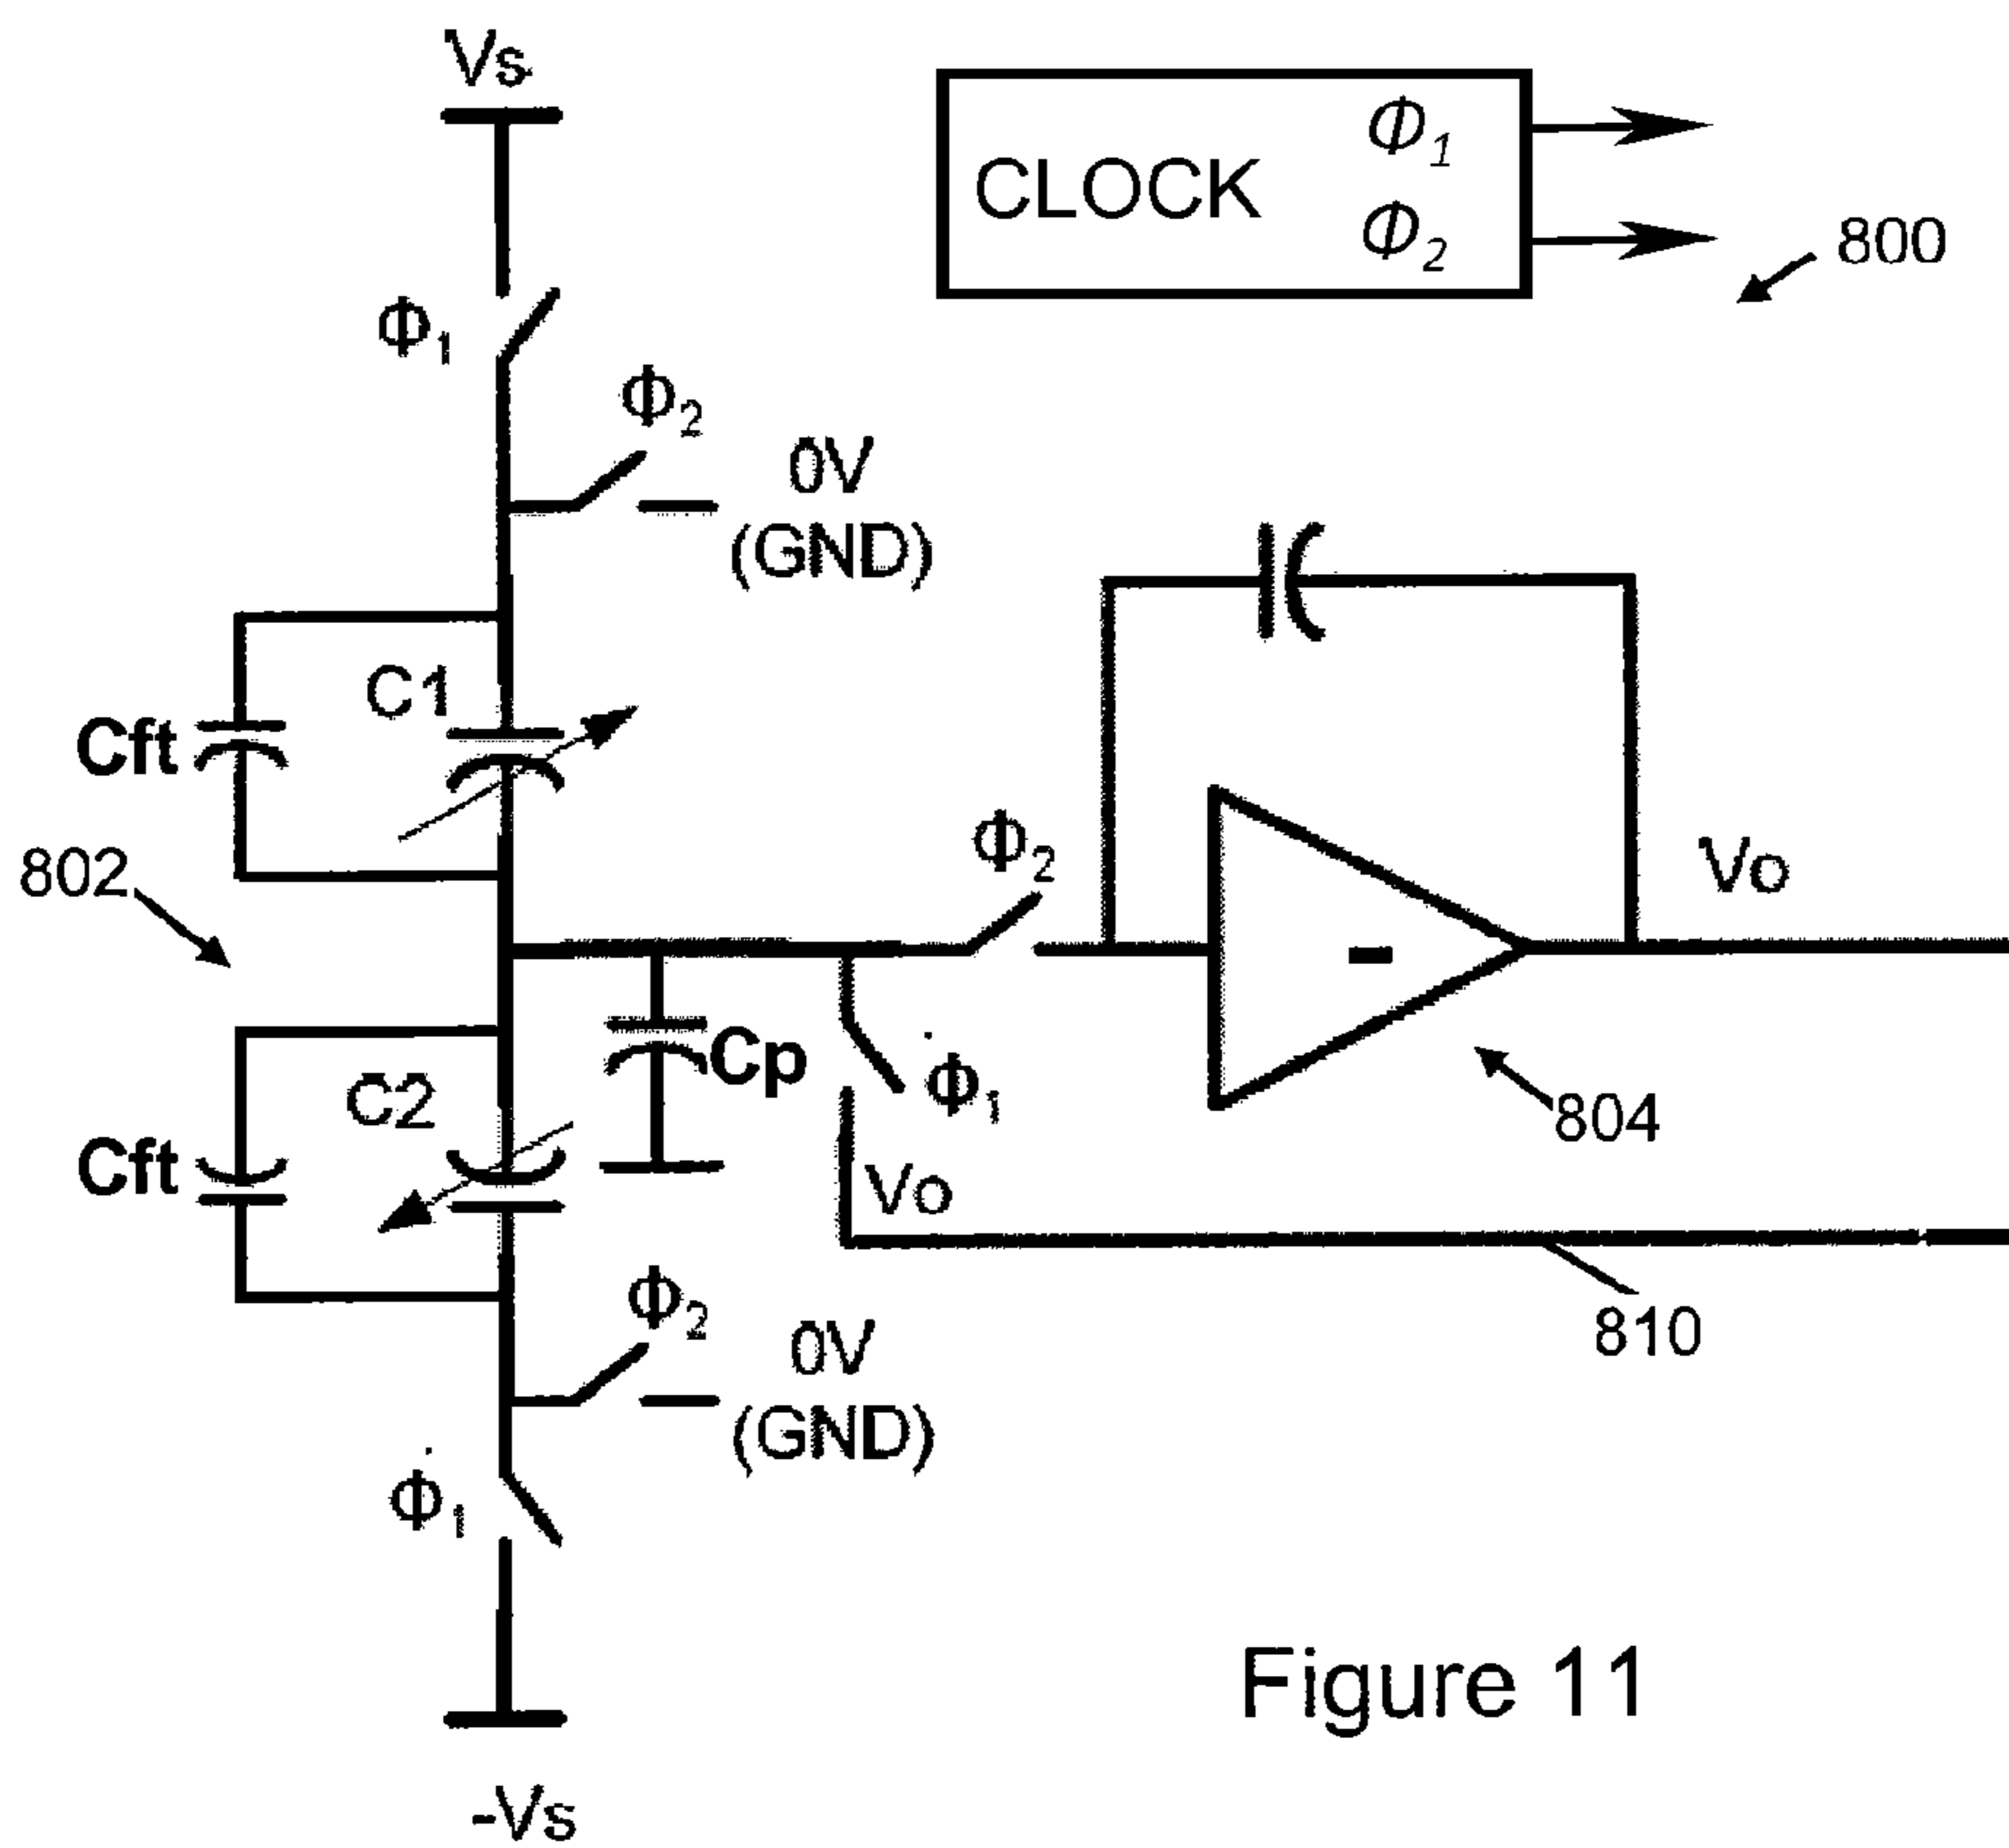 Vs
CLOCK Φ1
Φ2
800
Φ1
Φ2
0V
(GND)
C1
Cft
Φ2
Vo
802
Cp
Φ1
C2
Cft
804
Vo
Φ2
810
0V
(GND)
Φ1
-Vs
Figure 11